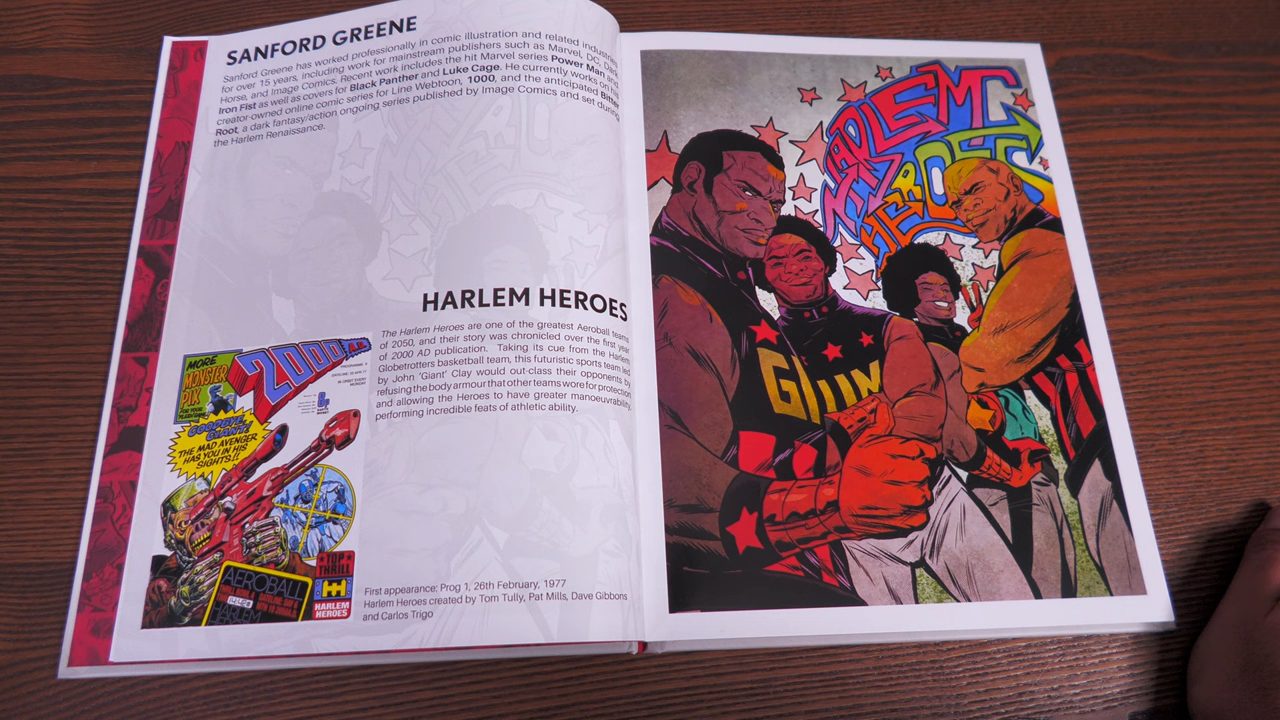 SANFORD GREENE
Sanford Greene has worked professionally in comic illustration and related industries
for over 15 years, including work for mainstream publishers such as Marvel, DC, Dark
Horse, and Image Comics. Recent work includes the hit Marvel series Power Man and
Iron Fist as well as covers for Black Panther and Luke Cage. He currently works on his
creator-owned online comic series for Line Webtoon, 1000, and the anticipated Bitter
Root, a dark fantasy/action ongoing series published by Image Comics and set during
the Harlem Renaissance.
HARLEM HEROES
The Harlem Heroes are one of the greatest Aeroball teams
of 2050, and their story was chronicled over the first year
of 2000 AD publication. Taking its cue from the Harlem
Globetrotters basketball team, this futuristic sports team led
by John 'Giant' Clay would out-class their opponents by
refusing the body armour that other teams wore for protection
and allowing the Heroes to have greater manoeuvrability,
performing incredible feats of athletic ability.
MORE
MONSTER
PIX
FOR YOUR
2000 A.D.
IN ORBIT EVERY
MONDAY
GOODBYE,
GIANT!
THE MAD AVENGER
HAS YOU IN HIS
SIGHTS!!
TOP
THRILL
HARLEM
HEROES
AEROBALL
First appearance: Prog 1, 26th February, 1977
Harlem Heroes created by Tom Tully, Pat Mills, Dave Gibbons
and Carlos Trigo
HARLEM
HEROES